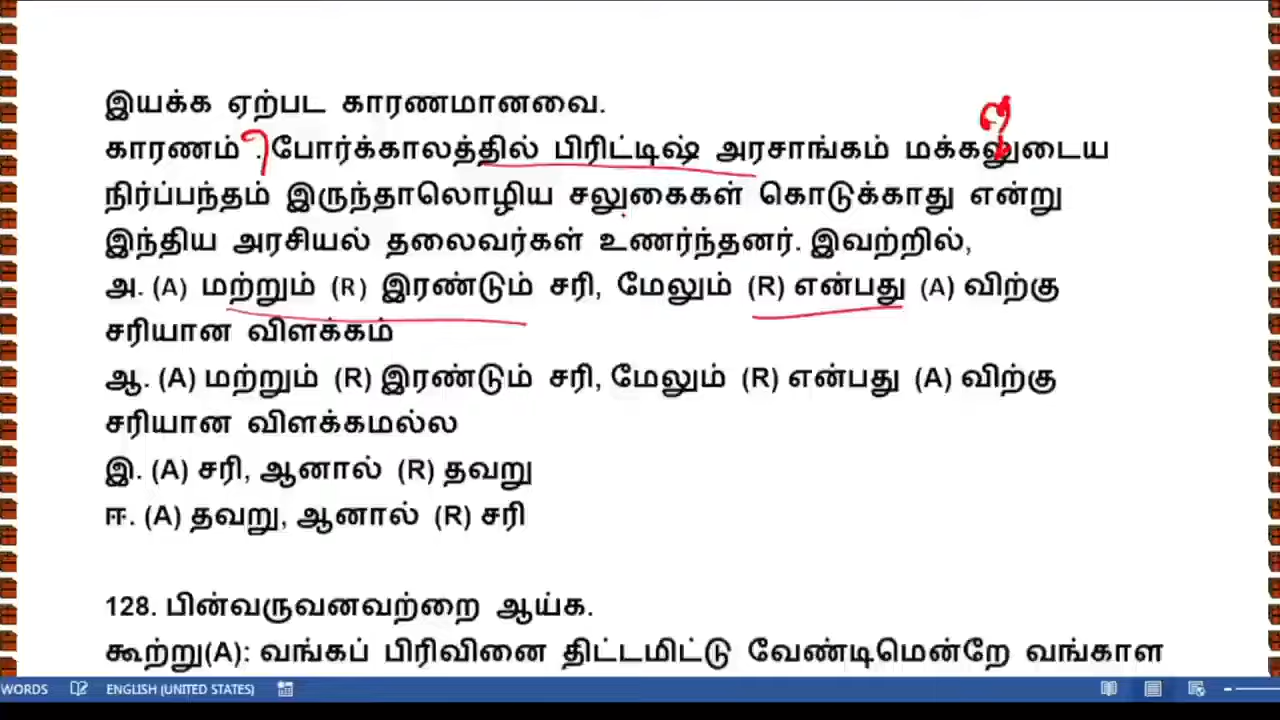 இயக்க ஏற்பட காரணமானவை.
காரணம் : போர்க்காலத்தில் பிரிட்டிஷ் அரசாங்கம் மக்களுடைய
நிர்ப்பந்தம் இருந்தாலொழிய சலுகைகள் கொடுக்காது என்று
இந்திய அரசியல் தலைவர்கள் உணர்ந்தனர். இவற்றில்,
அ. (A) மற்றும் (R) இரண்டும் சரி, மேலும் (R) என்பது (A) விற்கு
சரியான விளக்கம்
ஆ. (A) மற்றும் (R) இரண்டும் சரி, மேலும் (R) என்பது (A) விற்கு
சரியான விளக்கமல்ல
இ. (A) சரி, ஆனால் (R) தவறு
ஈ. (A) தவறு, ஆனால் (R) சரி
128. பின்வருவனவற்றை ஆய்க.
கூற்று(A): வங்கப் பிரிவினை திட்டமிட்டு வேண்டிமென்றே வங்காள
WORDS ENGLISH (UNITED STATES)